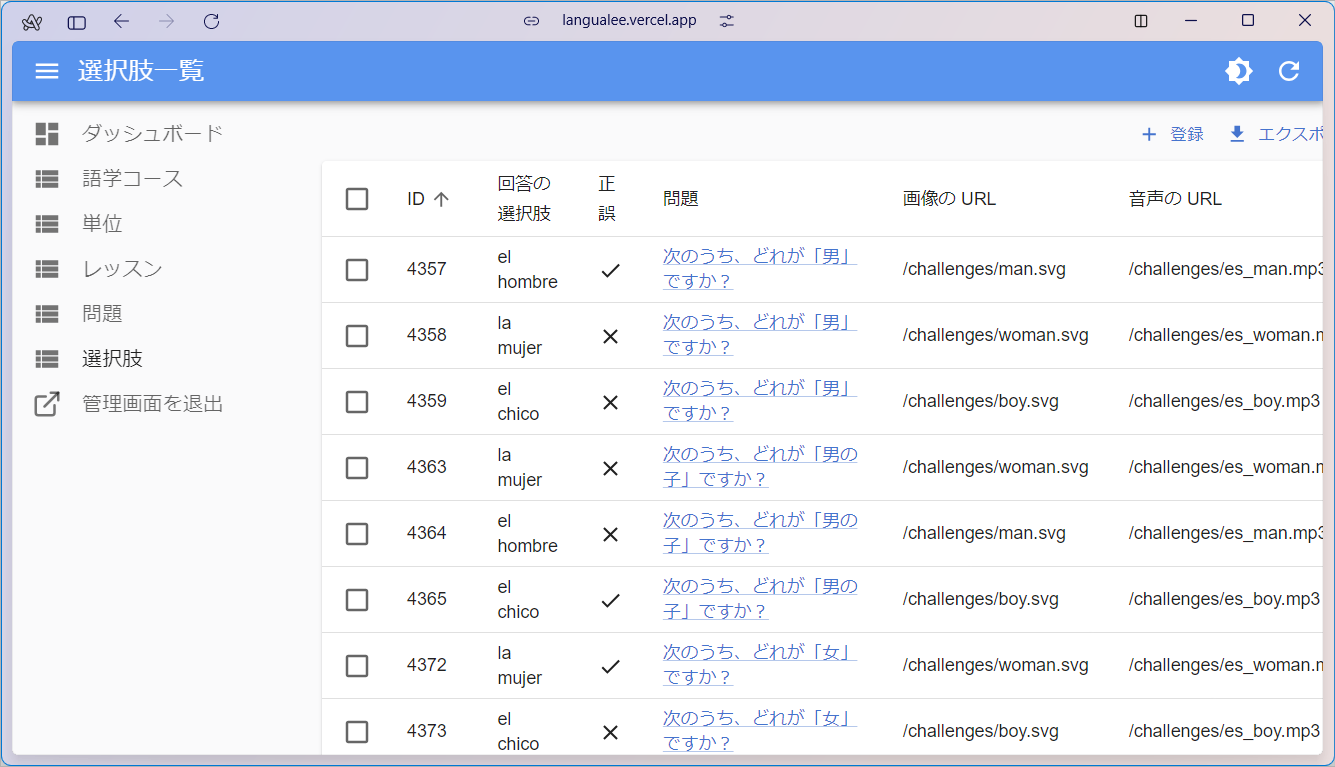 langualee.vercel.app
選択肢一覧
ダッシュボード
語学コース
単位
レッスン
問題
選択肢
管理画面を退出
登録 エクスポ
ID 回答の選択肢 正誤 問題 画像の URL 音声の URL
4357 el hombre 次のうち、どれが「男」ですか？ /challenges/man.svg /challenges/es_man.mp3
4358 la mujer 次のうち、どれが「男」ですか？ /challenges/woman.svg /challenges/es_woman.m
4359 el chico 次のうち、どれが「男」ですか？ /challenges/boy.svg /challenges/es_boy.mp3
4363 la mujer 次のうち、どれが「男の子」ですか？ /challenges/woman.svg /challenges/es_woman.m
4364 el hombre 次のうち、どれが「男の子」ですか？ /challenges/man.svg /challenges/es_man.mp3
4365 el chico 次のうち、どれが「男の子」ですか？ /challenges/boy.svg /challenges/es_boy.mp3
4372 la mujer 次のうち、どれが「女」ですか？ /challenges/woman.svg /challenges/es_woman.m
4373 el chico 次のうち、どれが「女」ですか？ /challenges/boy.svg /challenges/es_boy.mp3